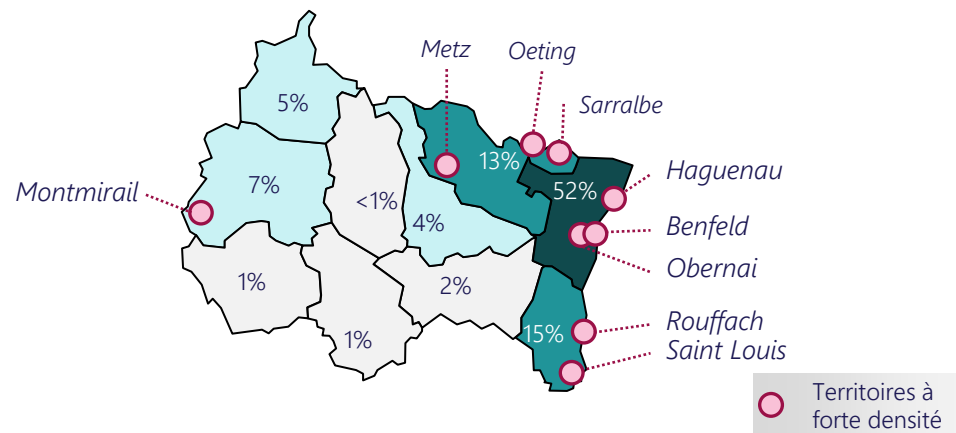 Metz
Oeting
Sarralbe
5%
13%
Haguenau
7%
52%
Montmirail
<1%
4%
Benfeld
Obernai
1%
2%
Rouffach
1%
15%
Saint Louis
Territoires à
forte densité